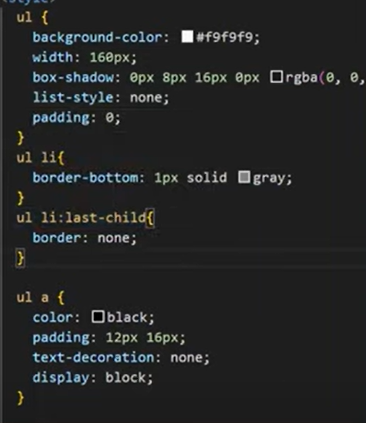 ul {
background-color: #f9f9f9;
width: 160px;
box-shadow: 0px 8px 16px 0px rgba(0, 0,
list-style: none;
padding: 0;
}
ul li{
border-bottom: 1px solid gray;
}
ul li:last-child{
border: none;
}
ul a {
color: black;
padding: 12px 16px;
text-decoration: none;
display: block;
}